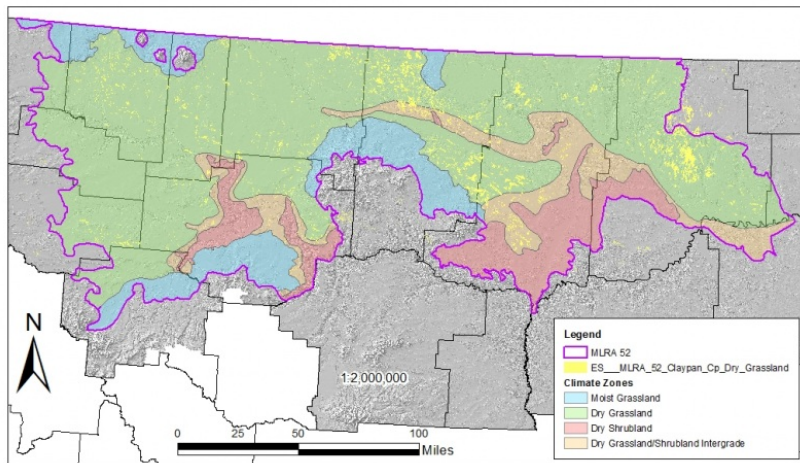 N
1:2,000,000
0 25 50 100
Miles
Legend
MLRA 52
ES___MLRA_52_Claypan_Cp_Dry_Grassland
Climate Zones
Moist Grassland
Dry Grassland
Dry Shrubland
Dry Grassland/Shrubland Intergrade